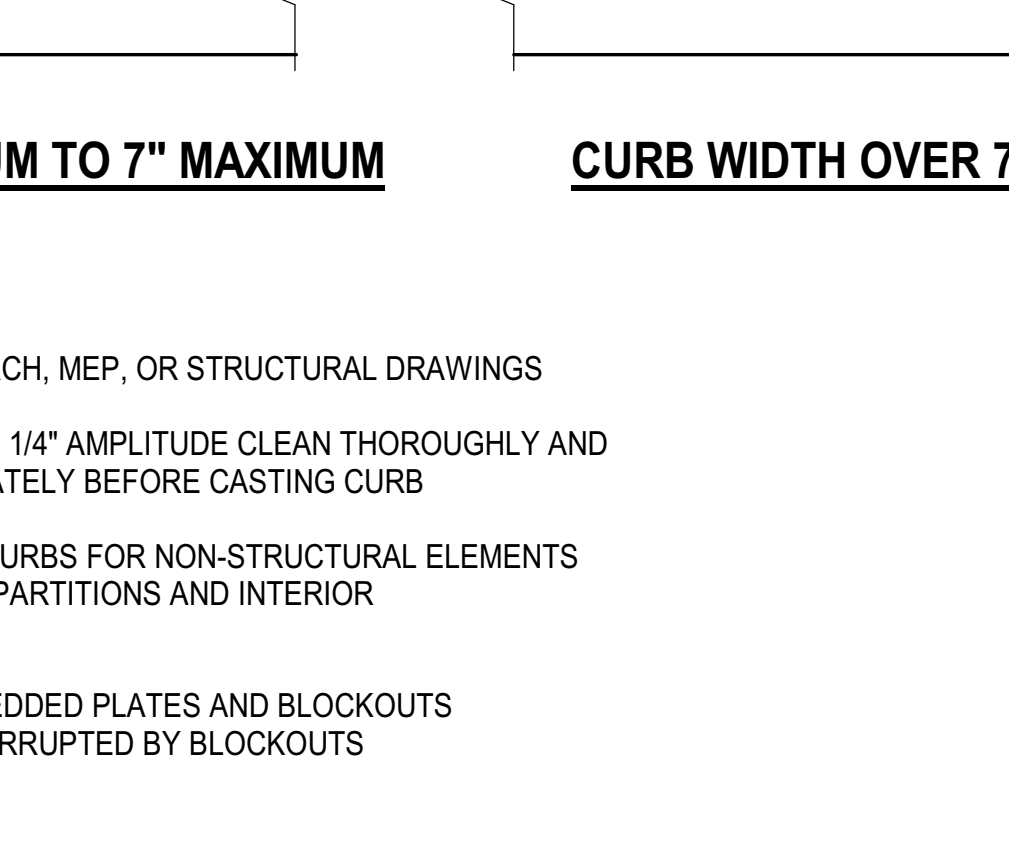 UM TO 7" MAXIMUM
CURB WIDTH OVER 7
CH, MEP, OR STRUCTURAL DRAWINGS
1/4" AMPLITUDE CLEAN THOROUGHLY AND
ATELY BEFORE CASTING CURB
URBS FOR NON-STRUCTURAL ELEMENTS
PARTITIONS AND INTERIOR
EDDED PLATES AND BLOCKOUTS
RRUPTED BY BLOCKOUTS